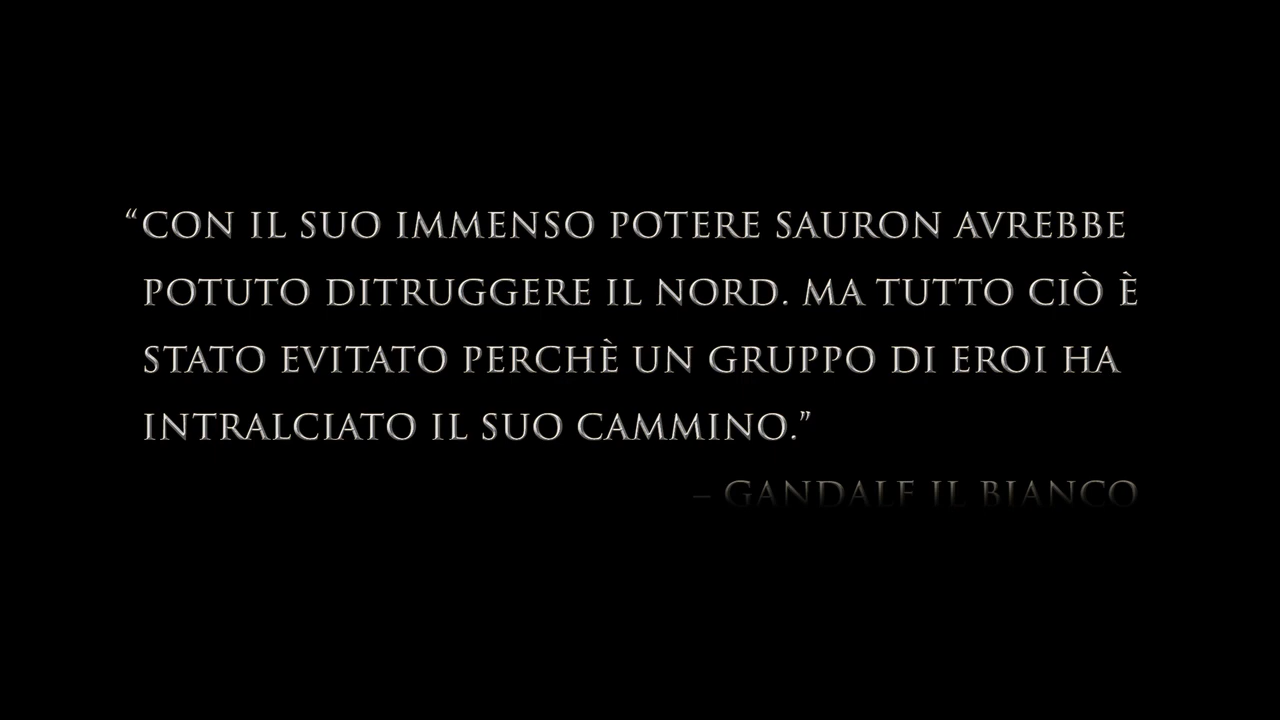 “CON IL SUO IMMENSO POTERE SAURON AVREBBE
POTUTO DITRUGGERE IL NORD. MA TUTTO CIÒ È
STATO EVITATO PERCHÈ UN GRUPPO DI EROI HA
INTRALCIATO IL SUO CAMMINO.”
– GANDALF IL BIANCO